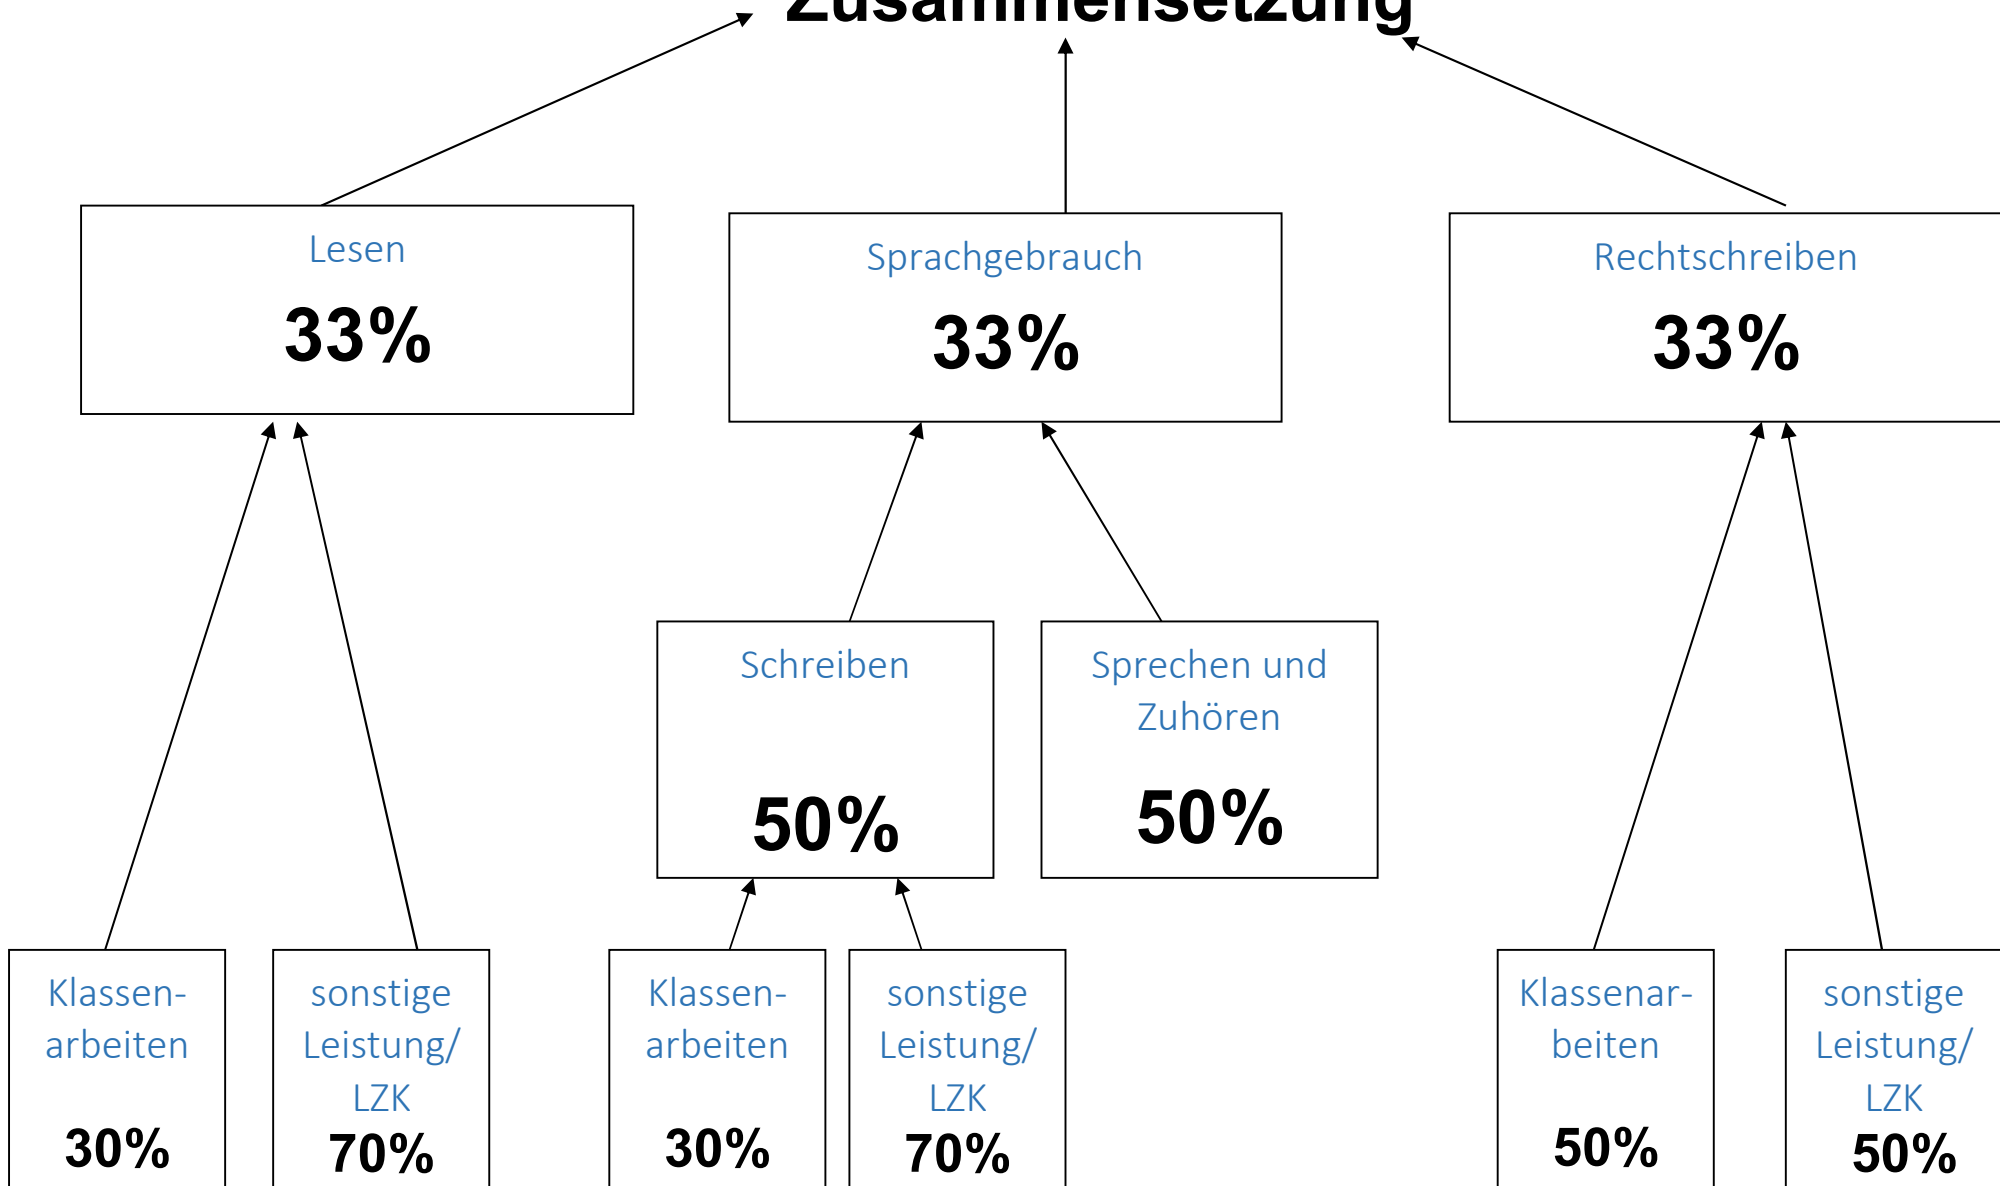 Zusammensetzung
Lesen
33%
Sprachgebrauch
33%
Rechtschreiben
33%
Schreiben
50%
Sprechen und
Zuhören
50%
Klassen-
arbeiten
30%
sonstige
Leistung/
LZK
70%
Klassen-
arbeiten
30%
sonstige
Leistung/
LZK
70%
Klassenar-
beiten
50%
sonstige
Leistung/
LZK
50%